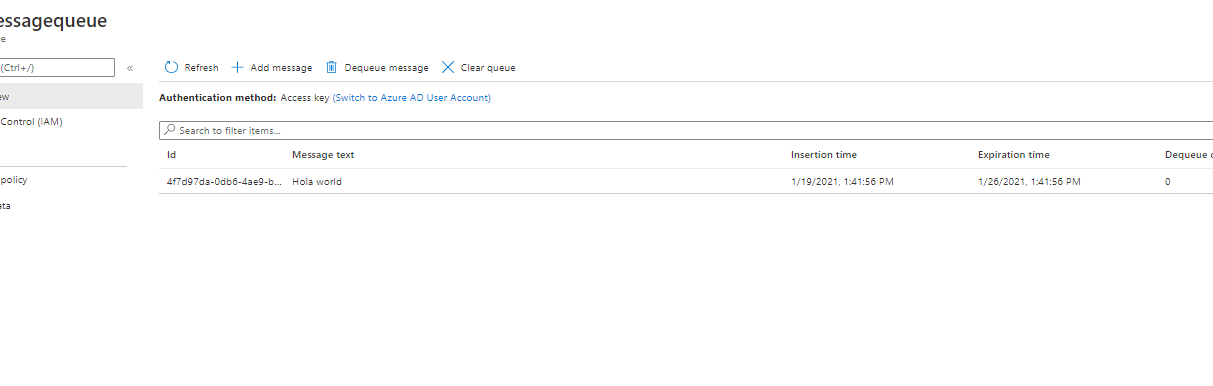 essagequeue
e
(Ctrl+/)
«
Refresh
Add message
Dequeue message
Clear queue
ew
Authentication method: Access key (Switch to Azure AD User Account)
Control (IAM)
Search to filter items...
Id Message text Insertion time Expiration time Dequeue c
policy
4f7d97da-0db6-4ae9-b... Hola world 1/19/2021, 1:41:56 PM 1/26/2021, 1:41:56 PM 0
ata